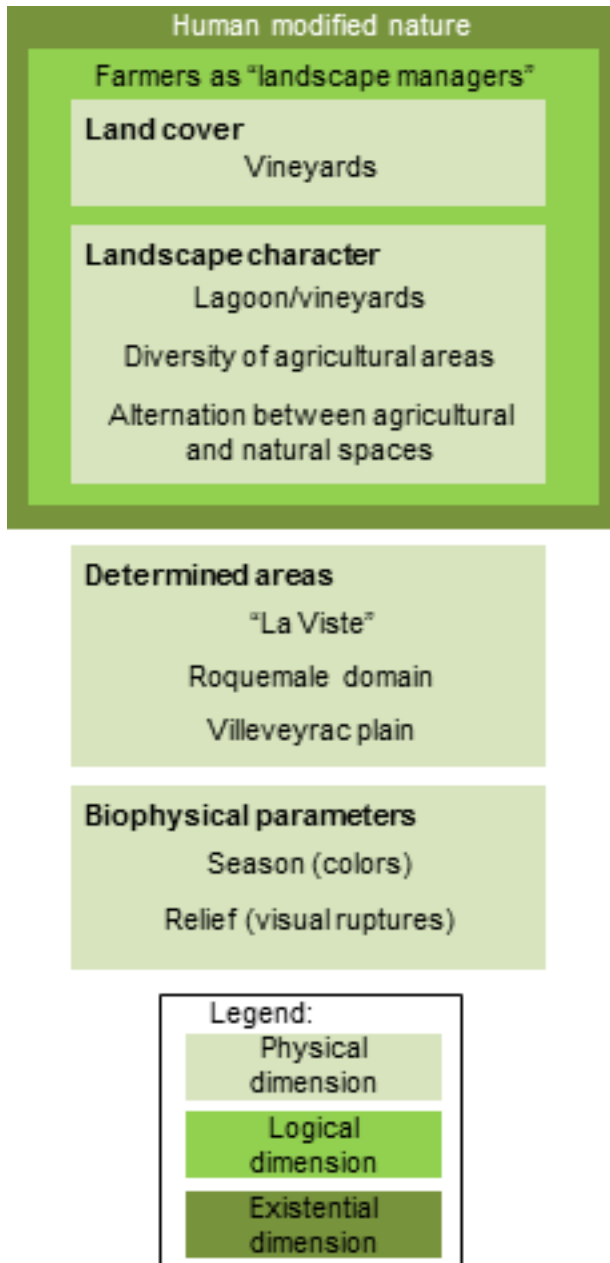 Human modified nature
Farmers as “landscape managers”
Land cover
Vineyards
Landscape character
Lagoon/vineyards
Diversity of agricultural areas
Alternation between agricultural
and natural spaces
Determined areas
“La Viste”
Roquemale domain
Villeveyrac plain
Biophysical parameters
Season (colors)
Relief (visual ruptures)
Legend:
Physical
dimension
Logical
dimension
Existential
dimension